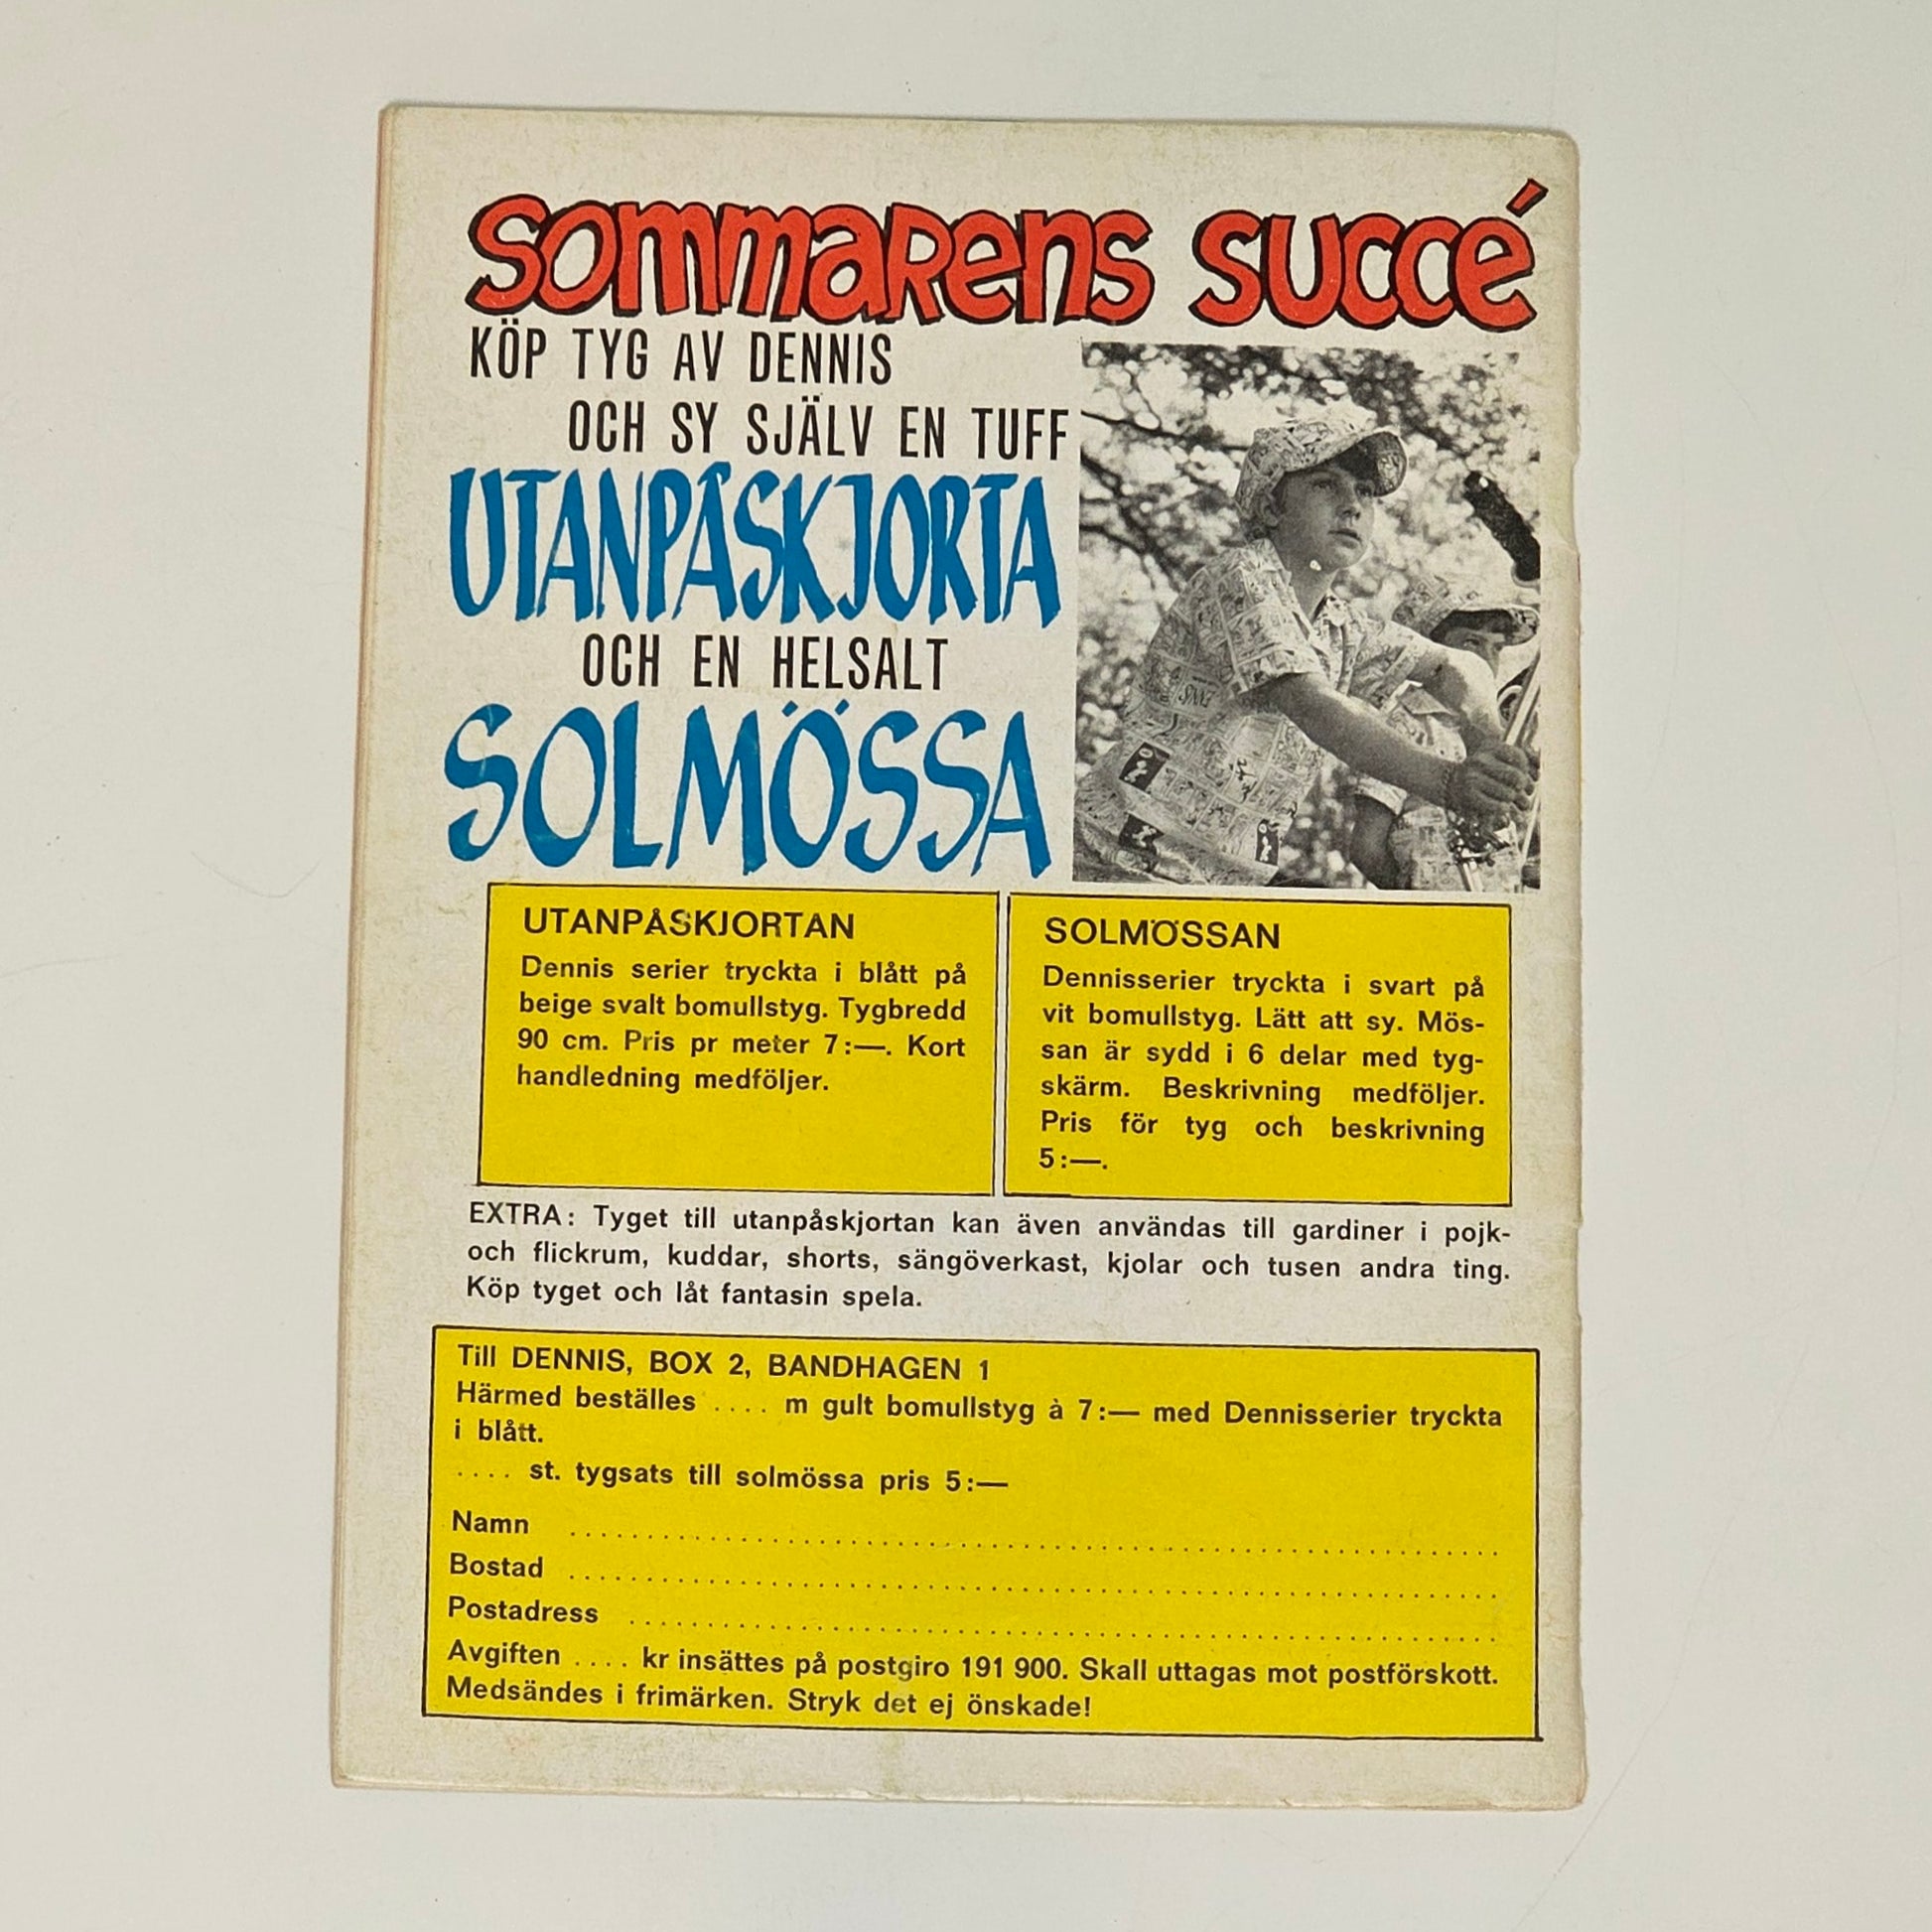 SOMMARENS SUCCÉ
KÖP TYG AV DENNIS
OCH SY SJÄLV EN TUFF
UTANPÅSKJORTA
OCH EN HELSALT
SOLMÖSSA
UTANPÅSKJORTAN
Dennis serier tryckta i blått på
beige svalt bomullstyg. Tygbredd
90 cm. Pris pr meter 7:—. Kort
handledning medföljer.
SOLMÖSSAN
Dennisserier tryckta i svart på
vit bomullstyg. Lätt att sy. Mös-
san är sydd i 6 delar med tyg-
skärm. Beskrivning medföljer.
Pris för tyg och beskrivning
5:—.
EXTRA: Tyget till utanpåskjortan kan även användas till gardiner i pojk-
och flickrum, kuddar, shorts, sängöverkast, kjolar och tusen andra ting.
Köp tyget och låt fantasin spela.
Till DENNIS, BOX 2, BANDHAGEN 1
Härmed beställes .... m gult bomullstyg à 7:— med Dennisserier tryckta
i blått.
.... st. tygsats till solmössa pris 5:—
Namn
Bostad
Postadress
Avgiften .... kr insättes på postgiro 191 900. Skall uttagas mot postförskott.
Medsändes i frimärken. Stryk det ej önskade!